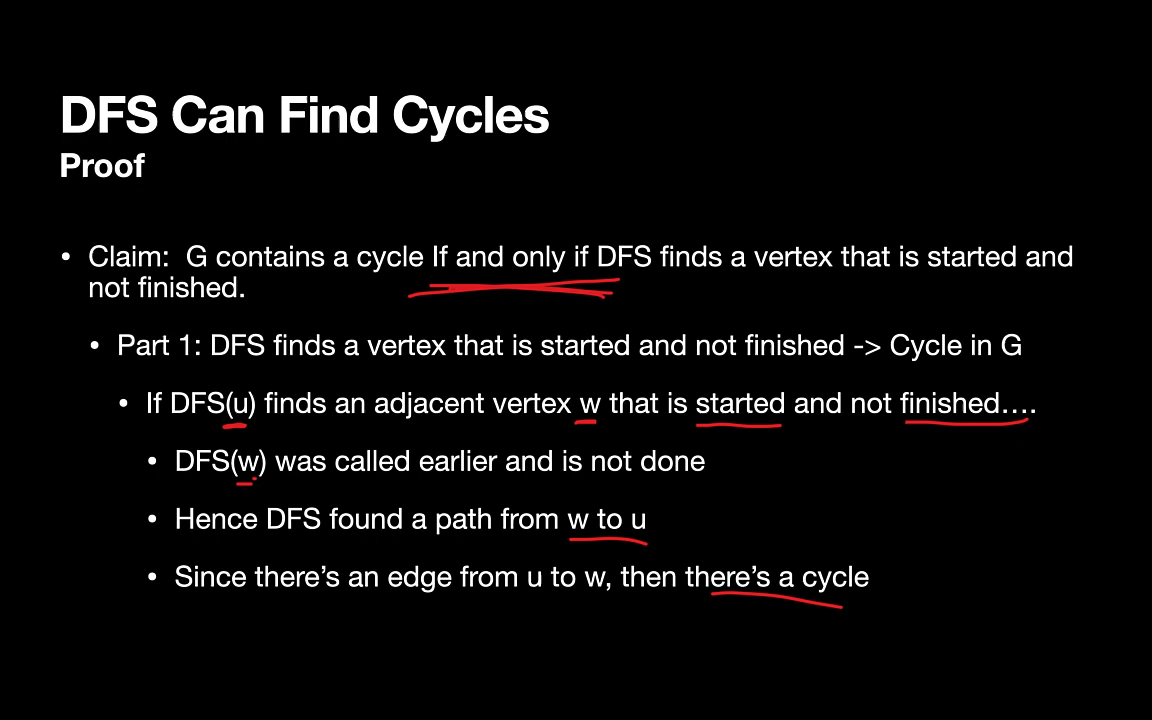 DFS Can Find Cycles
Proof
• Claim:  G contains a cycle If and only if DFS finds a vertex that is started and
not finished.
• Part 1: DFS finds a vertex that is started and not finished -> Cycle in G
• If DFS(u) finds an adjacent vertex w that is started and not finished….
• DFS(w) was called earlier and is not done
• Hence DFS found a path from w to u
• Since there’s an edge from u to w, then there’s a cycle